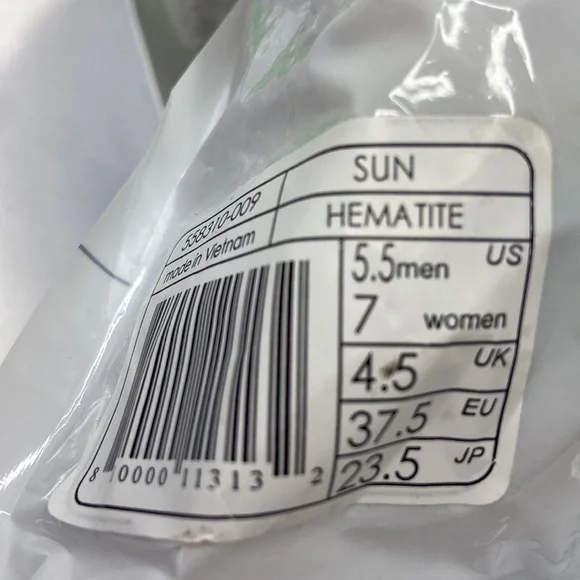 558310-009
SUN
made in Vietnam
HEMATITE
5.5men US
7 women
4.5 UK
37.5 EU
23.5 JP
8 10000 11313 2